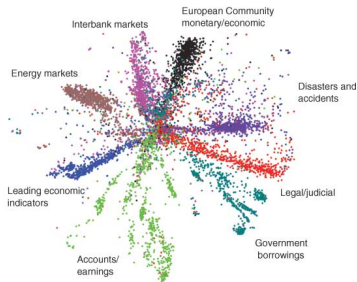 European Community
monetary/economic
Interbank markets
Energy markets
Disasters and
accidents
Leading economic
indicators
Legal/judicial
Government
borrowings
Accounts/
earnings